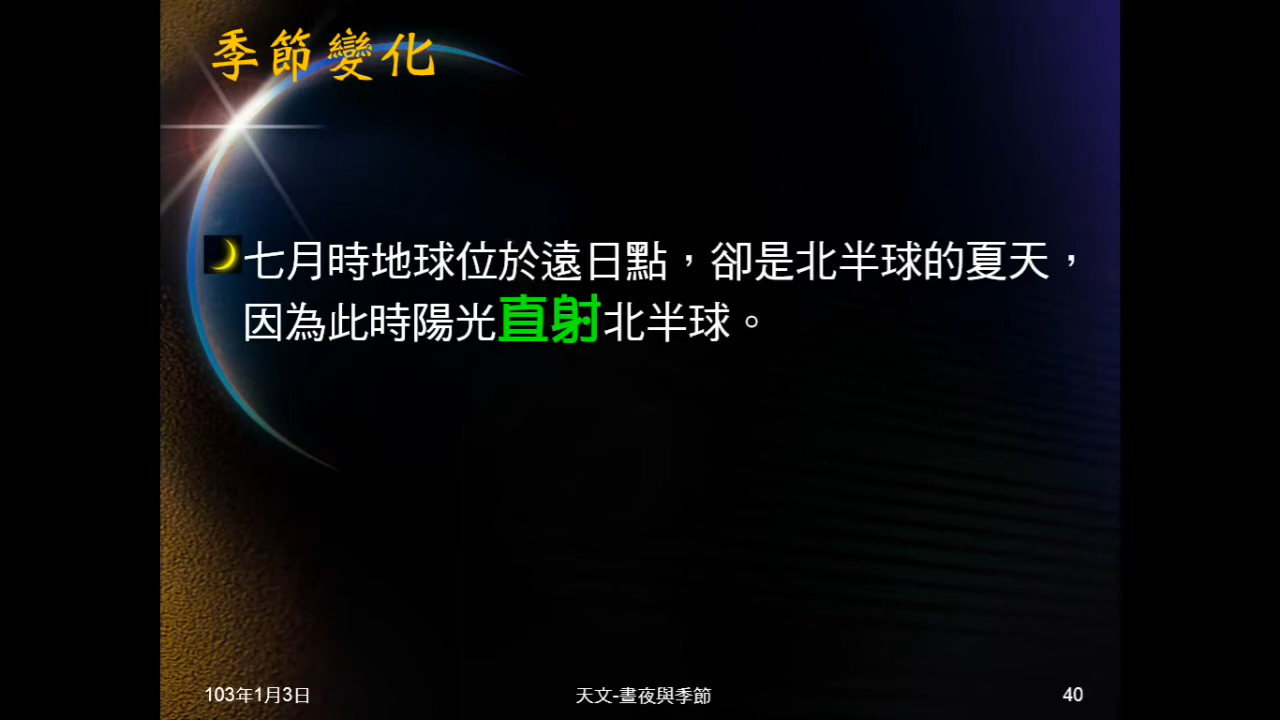 季節變化
七月時地球位於遠日點，卻是北半球的夏天，
因為此時陽光直射北半球。
103年1月3日
天文-晝夜與季節
40